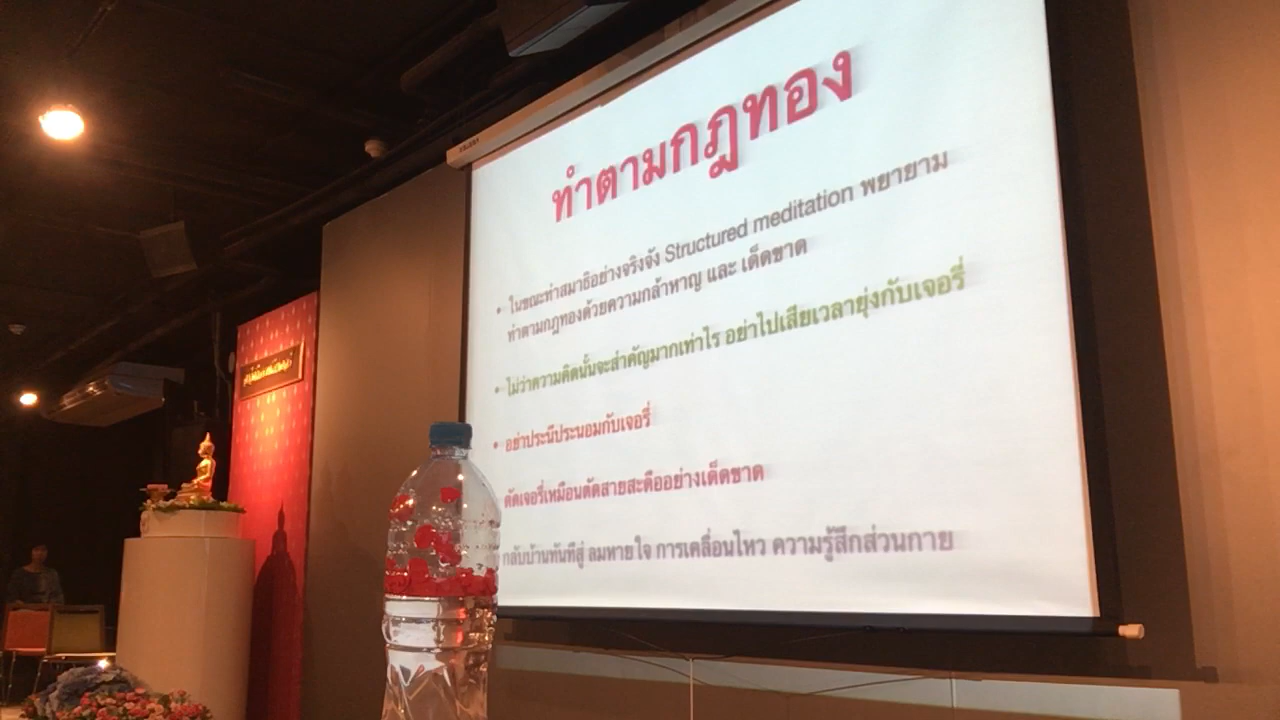 ทำตามกฎทอง
• ในขณะทำสมาธิอย่างจริงจัง Structured meditation พยายาม
ทำตามกฎทองด้วยความกล้าหาญ และ เด็ดขาด
• ไม่ว่าความคิดนั้นจะสำคัญมากเท่าไร อย่าไปเสียเวลายุ่งกับเจอรี่
• อย่าประนีประนอมกับเจอรี่
ตัดเจอรี่เหมือนตัดสายสะดืออย่างเด็ดขาด
กลับบ้านทันทีสู่ ลมหายใจ การเคลื่อนไหว ความรู้สึกส่วนกาย